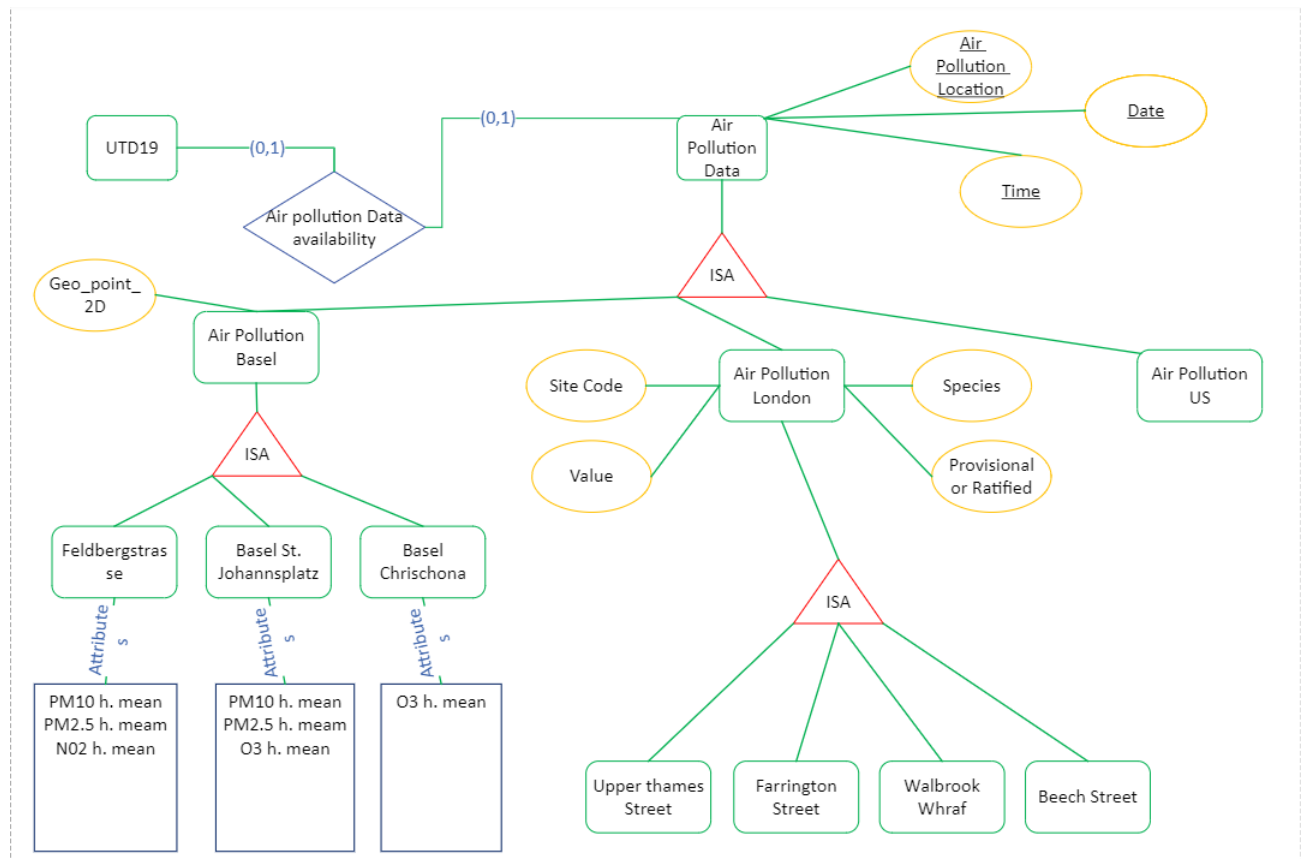 Air
Pollution
Location
(0,1)
Date
UTD19
(0,1)
Air
Pollution
Data
Time
Air pollution Data
availability
ISA
Geo_point_
2D
Air Pollution
Basel
Air Pollution
London
Air Pollution
US
Site Code
Species
Value
Provisional
or Ratified
ISA
Feldbergstras
se
Basel St.
Johannsplatz
Basel
Chrischona
ISA
Attribute
s
Attribute
s
Attribute
s
PM10 h. mean
PM2.5 h. meam
N02 h. mean
PM10 h. mean
PM2.5 h. meam
O3 h. mean
O3 h. mean
Upper thames
Street
Farrington
Street
Walbrook
Whraf
Beech Street